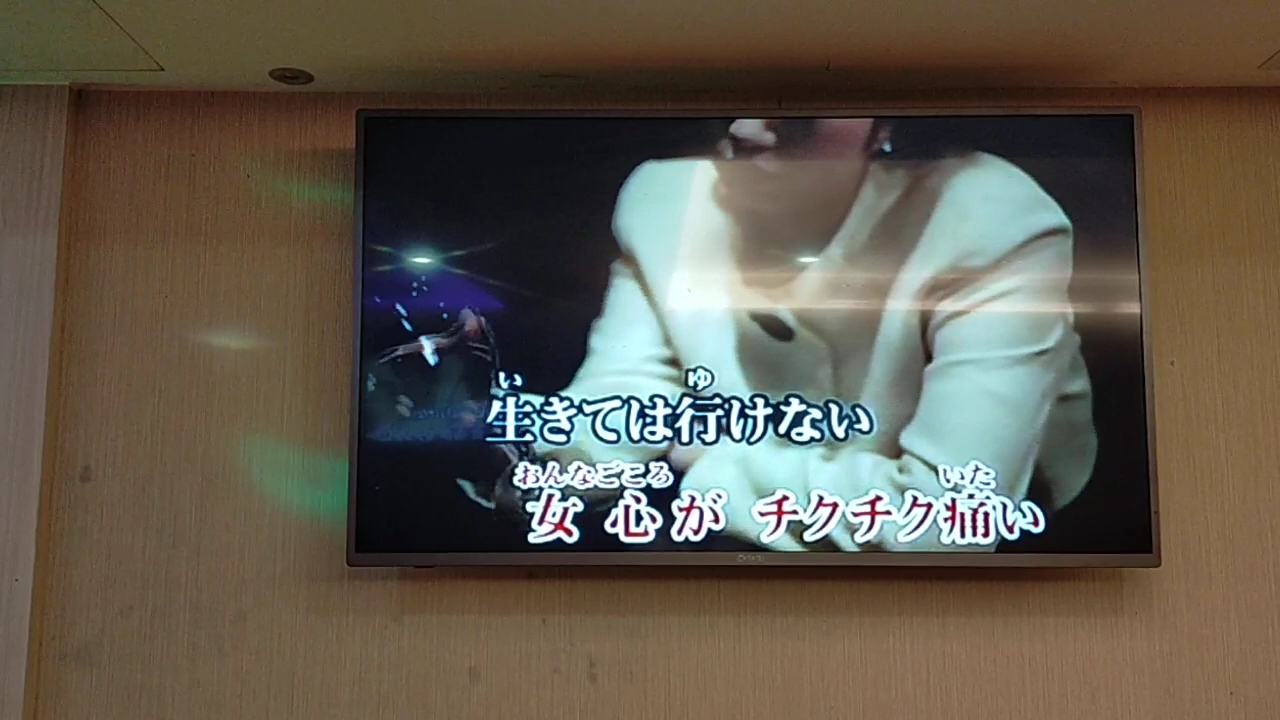 い ゆ
生きては行けない
おんなごころ いた
女心が チクチク痛い